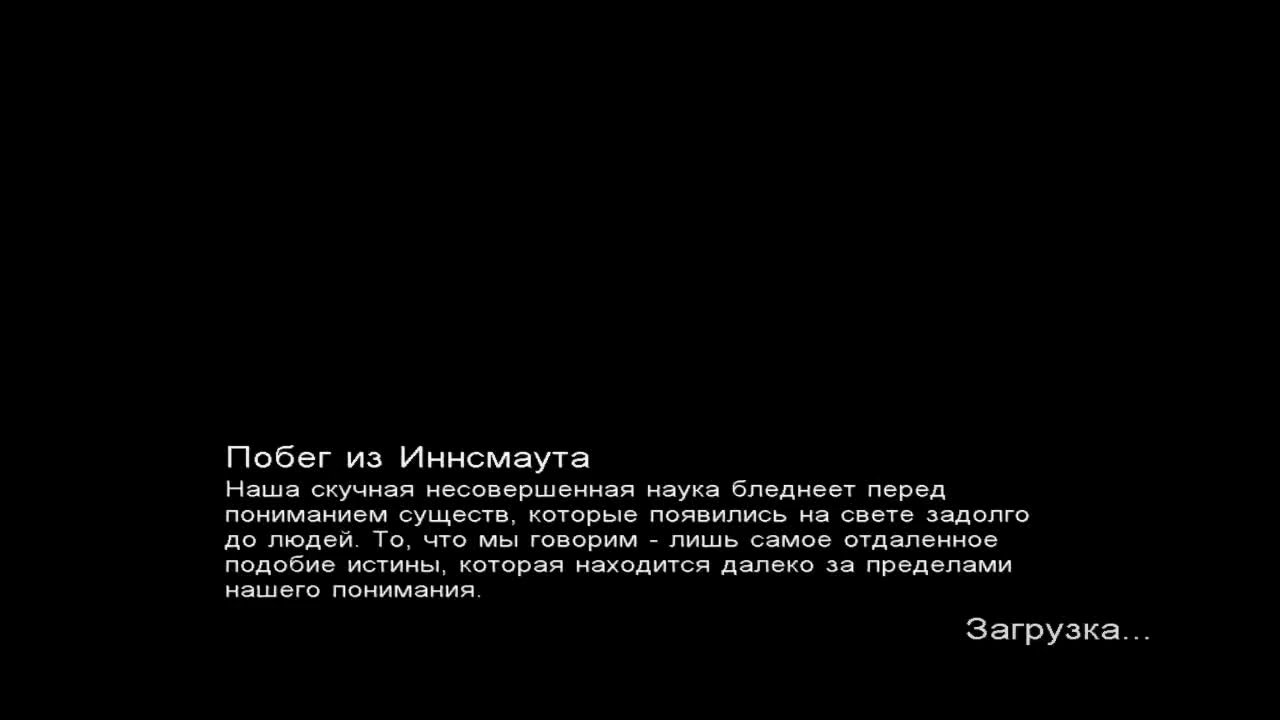 Побег из Иннсмаута
Наша скучная несовершенная наука бледнеет перед
пониманием существ, которые появились на свете задолго
до людей. То, что мы говорим - лишь самое отдаленное
подобие истины, которая находится далеко за пределами
нашего понимания.
Загрузка...